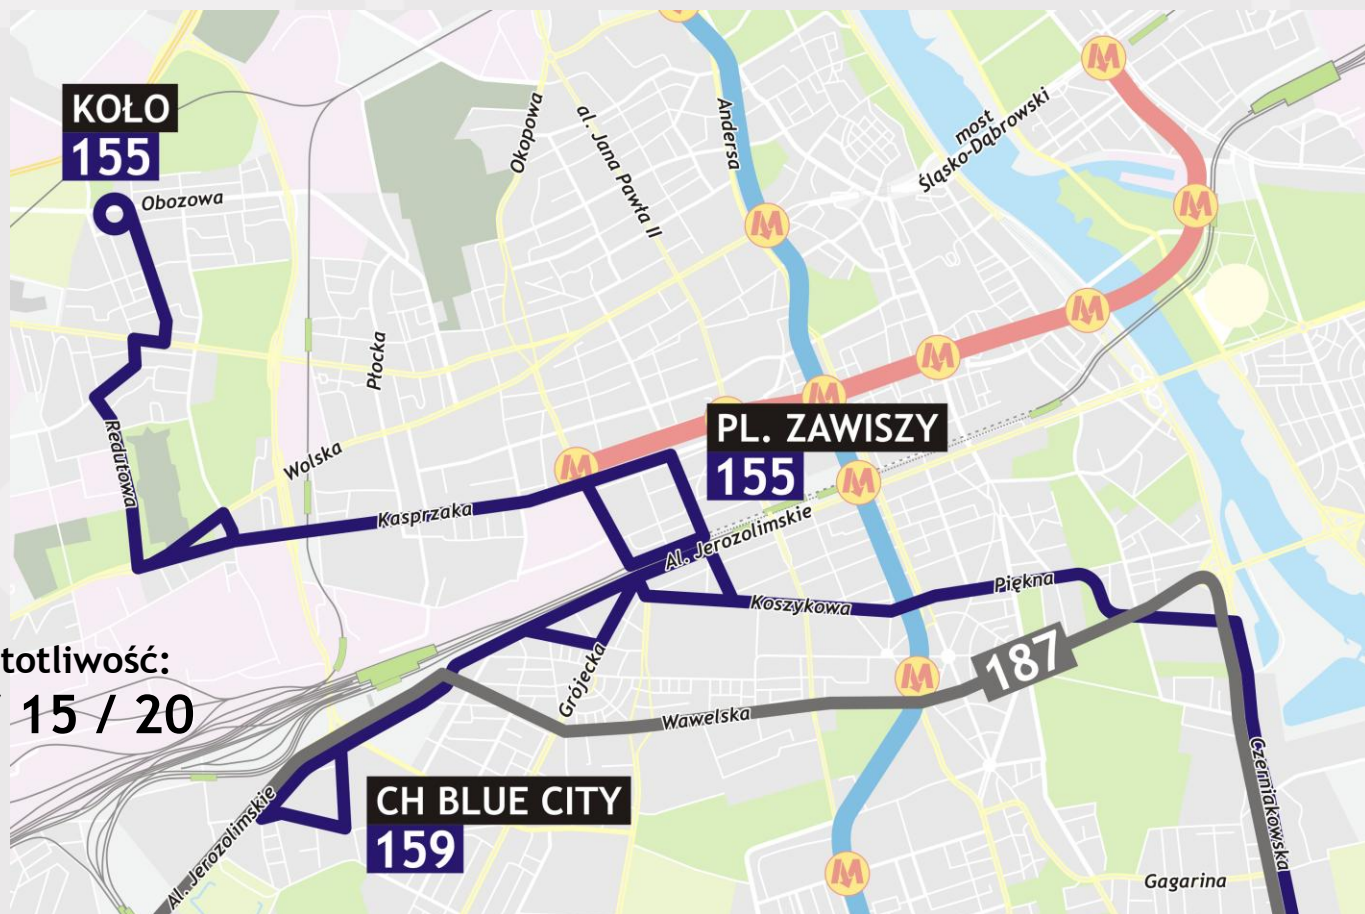 KOŁO
155
Obozowa
Okopowa
al. Jana Pawła II
Andersa
most
Śląsko-Dąbrowski
M
M
M
M
M
M
M
M
M
M
Płocka
Redutowa
Wolska
Kasprzaka
PL. ZAWISZY
155
Al. Jerozolimskie
Koszykowa
Piękna
187
Grójecka
Wawelska
totliwość:
15 / 20
CH BLUE CITY
159
Al. Jerozolimskie
Czerniakowska
Gagarina